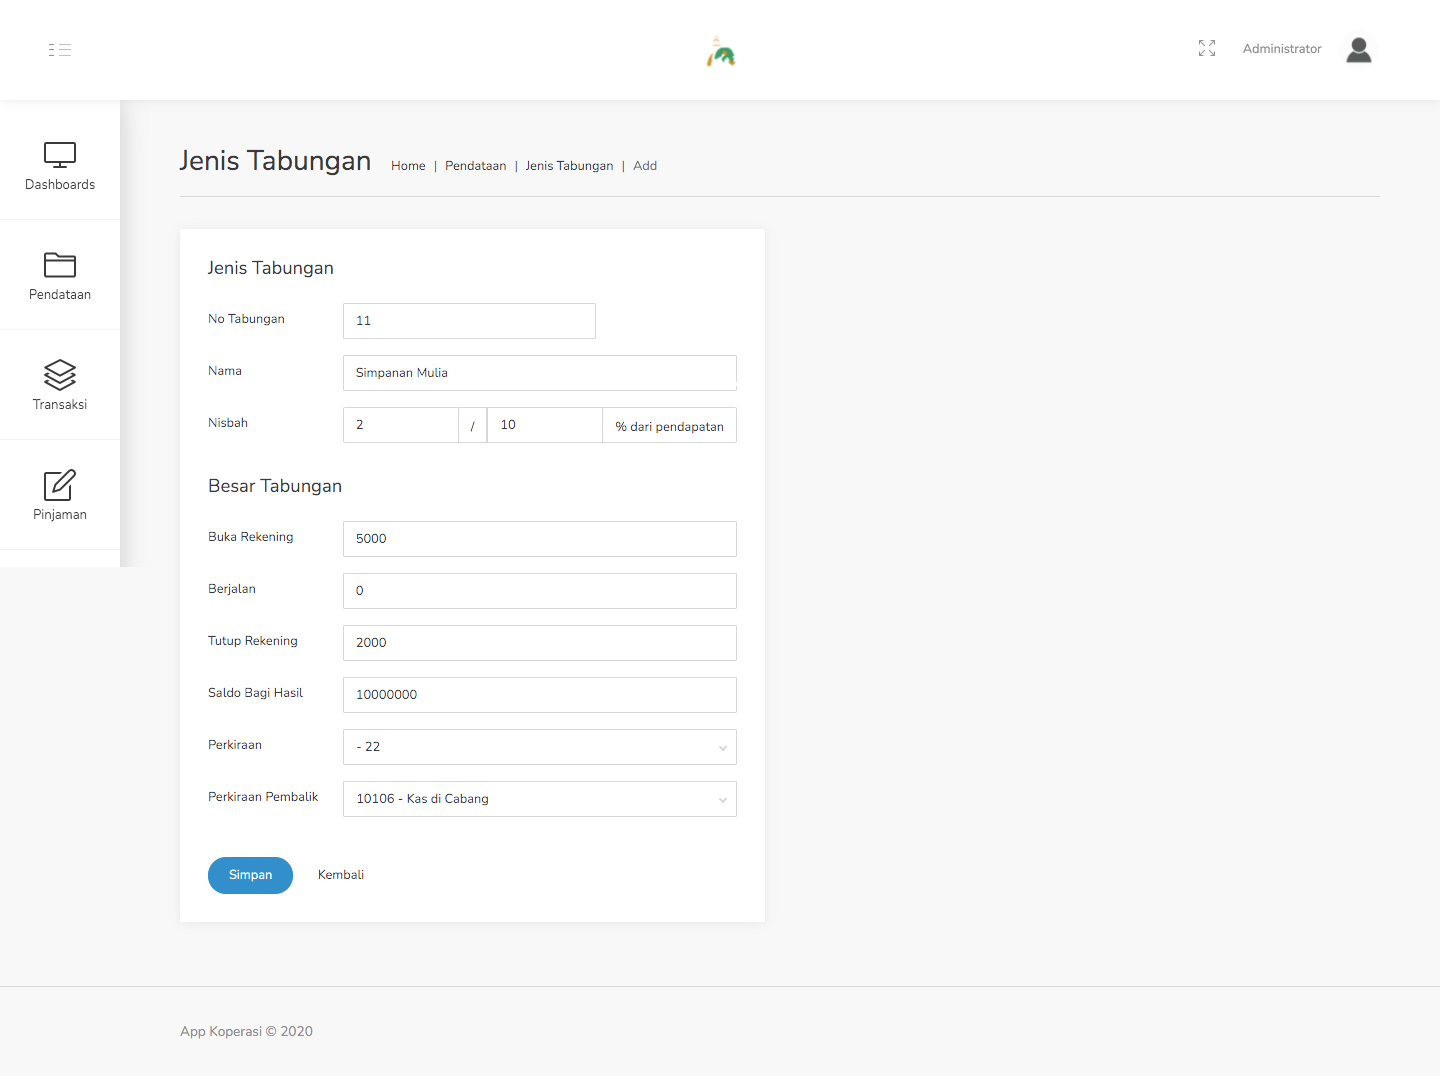 Administrator
Dashboards
Pendataan
Transaksi
Pinjaman
Jenis Tabungan Home | Pendataan | Jenis Tabungan | Add
Jenis Tabungan
No Tabungan 11
Nama Simpanan Mulia
Nisbah 2 / 10 % dari pendapatan
Besar Tabungan
Buka Rekening 5000
Berjalan 0
Tutup Rekening 2000
Saldo Bagi Hasil 10000000
Perkiraan - 22
Perkiraan Pembalik 10106 - Kas di Cabang
Simpan Kembali
App Koperasi © 2020